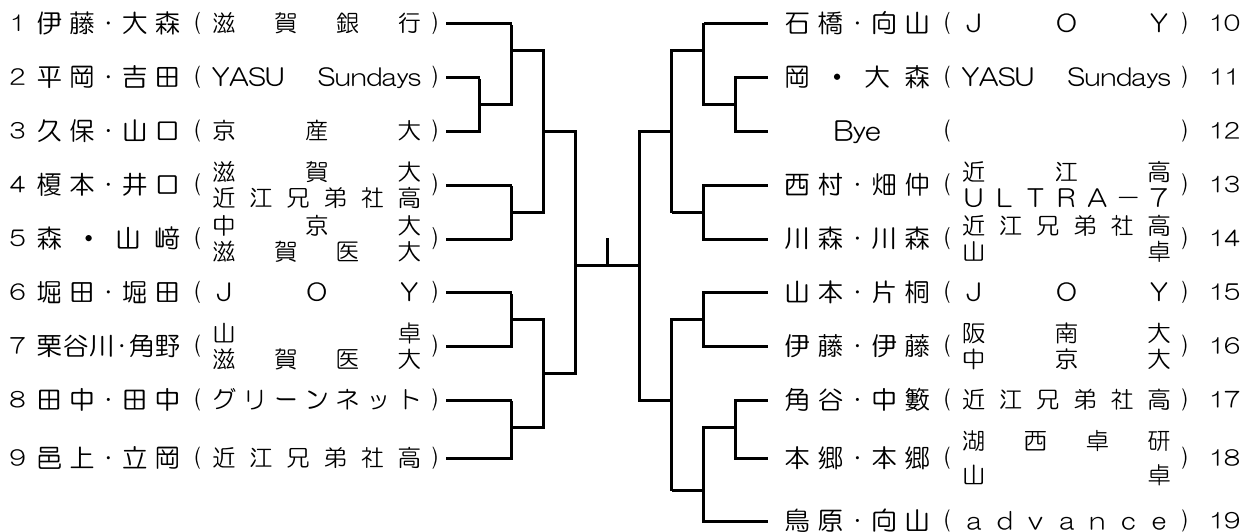 1 伊藤・大森 (滋賀銀行)
2 平岡・吉田 (YASU Sundays)
3 久保・山口 (京産大)
4 榎本・井口 (滋賀大
近江兄弟社高)
5 森・山﨑 (中京大
滋賀医大)
6 堀田・堀田 (JOY)
7 栗谷川・角野 (山卓
滋賀医大)
8 田中・田中 (グリーンネット)
9 邑上・立岡 (近江兄弟社高)
石橋・向山 (JOY) 10
岡・大森 (YASU Sundays) 11
Bye ( ) 12
西村・畑仲 (近江高
ULTRA-7) 13
川森・川森 (近江兄弟社高
山卓) 14
山本・片桐 (JOY) 15
伊藤・伊藤 (阪南大
中京大) 16
角谷・中籔 (近江兄弟社高) 17
本郷・本郷 (湖西卓研
山卓) 18
鳥原・向山 (advance) 19